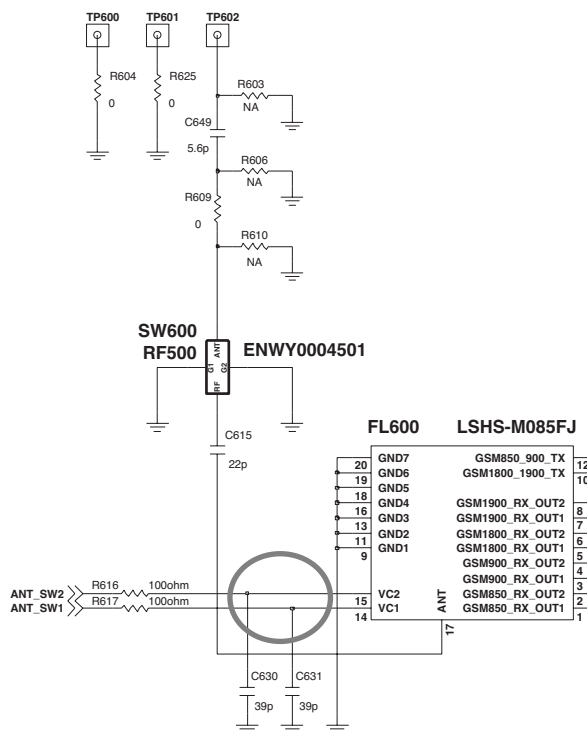 TP600 TP601 TP602
R604
0
R625
0
R603
NA
C649
5.6p
R606
NA
R609
0
R610
NA
SW600
RF500
ENWY0004501
ANT
G1
G2
RF
C615
22p
FL600 LSHS-M085FJ
GND7
20
GND6
19
GND5
18
GND4
16
GND3
13
GND2
11
GND1
9
GSM850_900_TX
12
GSM1800_1900_TX
10
GSM1900_RX_OUT2
8
GSM1900_RX_OUT1
7
GSM1800_RX_OUT2
6
GSM1800_RX_OUT1
5
GSM900_RX_OUT2
4
GSM900_RX_OUT1
3
GSM850_RX_OUT2
2
GSM850_RX_OUT1
1
VC2
15
VC1
14
ANT
17
ANT_SW2 R616 100ohm
ANT_SW1 R617 100ohm
C630
39p
C631
39p